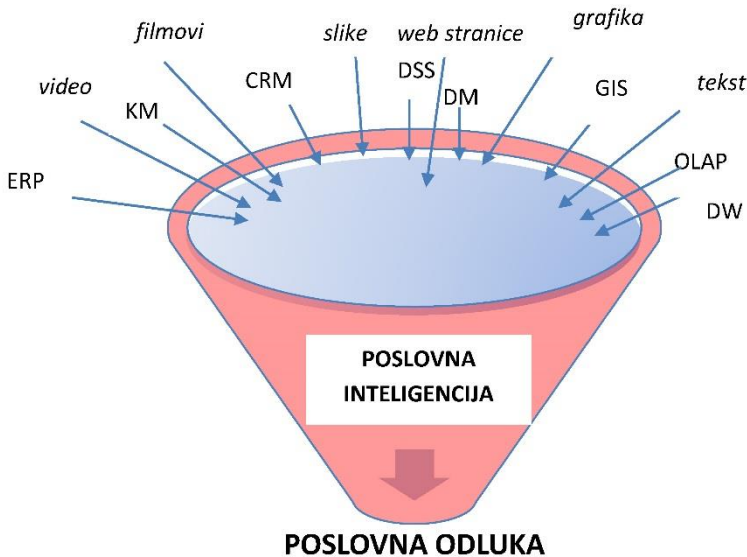 filmovi
slike
web stranice
grafika
video
KM
CRM
DSS
DM
GIS
tekst
ERP
OLAP
DW
POSLOVNA
INTELIGENCIJA
POSLOVNA ODLUKA